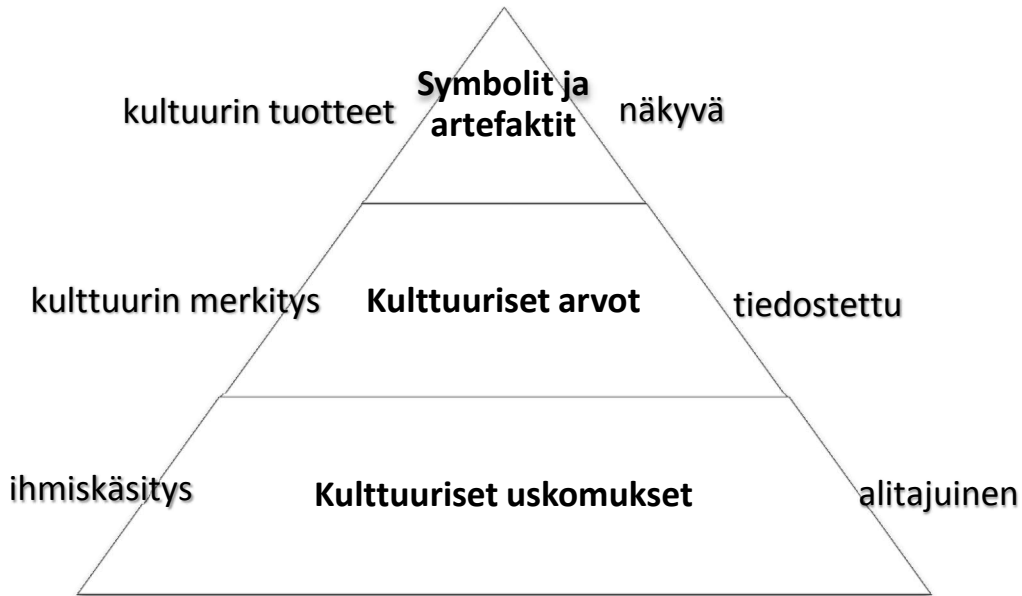 Symbolit ja
kultuurin tuotteet artefaktit näkyvä
kulttuurin merkitys Kulttuuriset arvot tiedostettu
ihmiskäsitys Kulttuuriset uskomukset alitajuinen